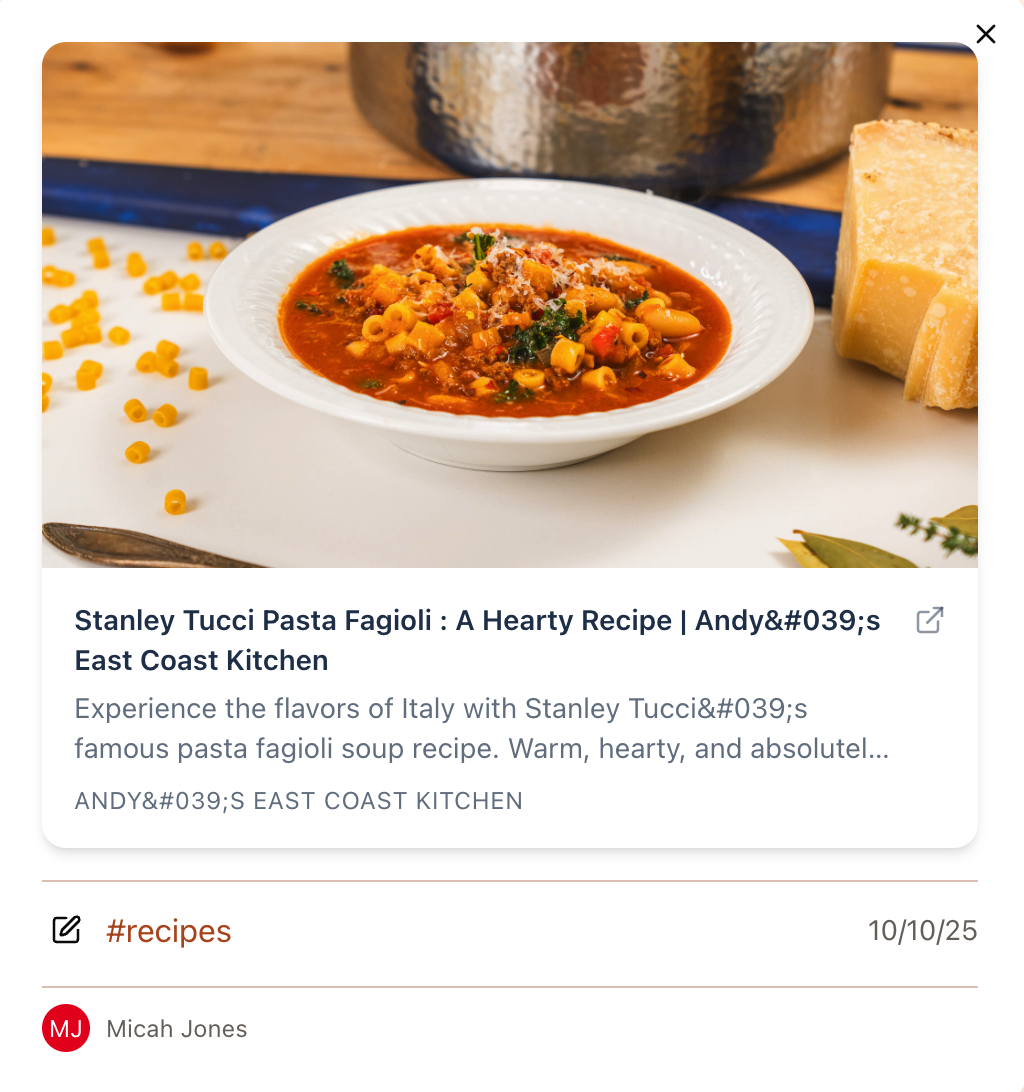 Stanley Tucci Pasta Fagioli : A Hearty Recipe | Andy&#039;s
East Coast Kitchen
Experience the flavors of Italy with Stanley Tucci&#039;s
famous pasta fagioli soup recipe. Warm, hearty, and absolutel...
ANDY&#039;S EAST COAST KITCHEN
#recipes
10/10/25
MJ
Micah Jones